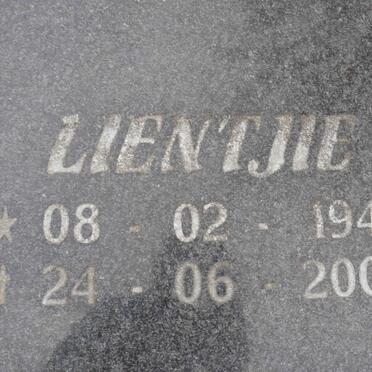 LIENTJIE
★ 08 - 02 - 194
† 24 - 06 - 200